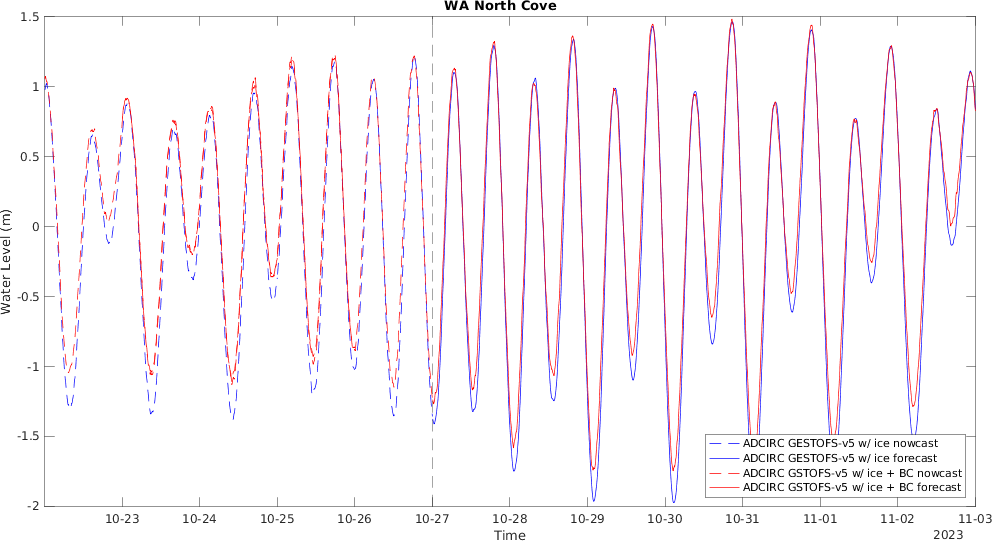 WA North Cove
1.5
1
0.5
0
-0.5
-1
-1.5
-2
Water Level (m)
10-23 10-24 10-25 10-26 10-27 10-28 10-29 10-30 10-31 11-01 11-02 11-03
Time
2023
ADCIRC GESTOFS-v5 w/ ice nowcast
ADCIRC GESTOFS-v5 w/ ice forecast
ADCIRC GSTOFS-v5 w/ ice + BC nowcast
ADCIRC GSTOFS-v5 w/ ice + BC forecast